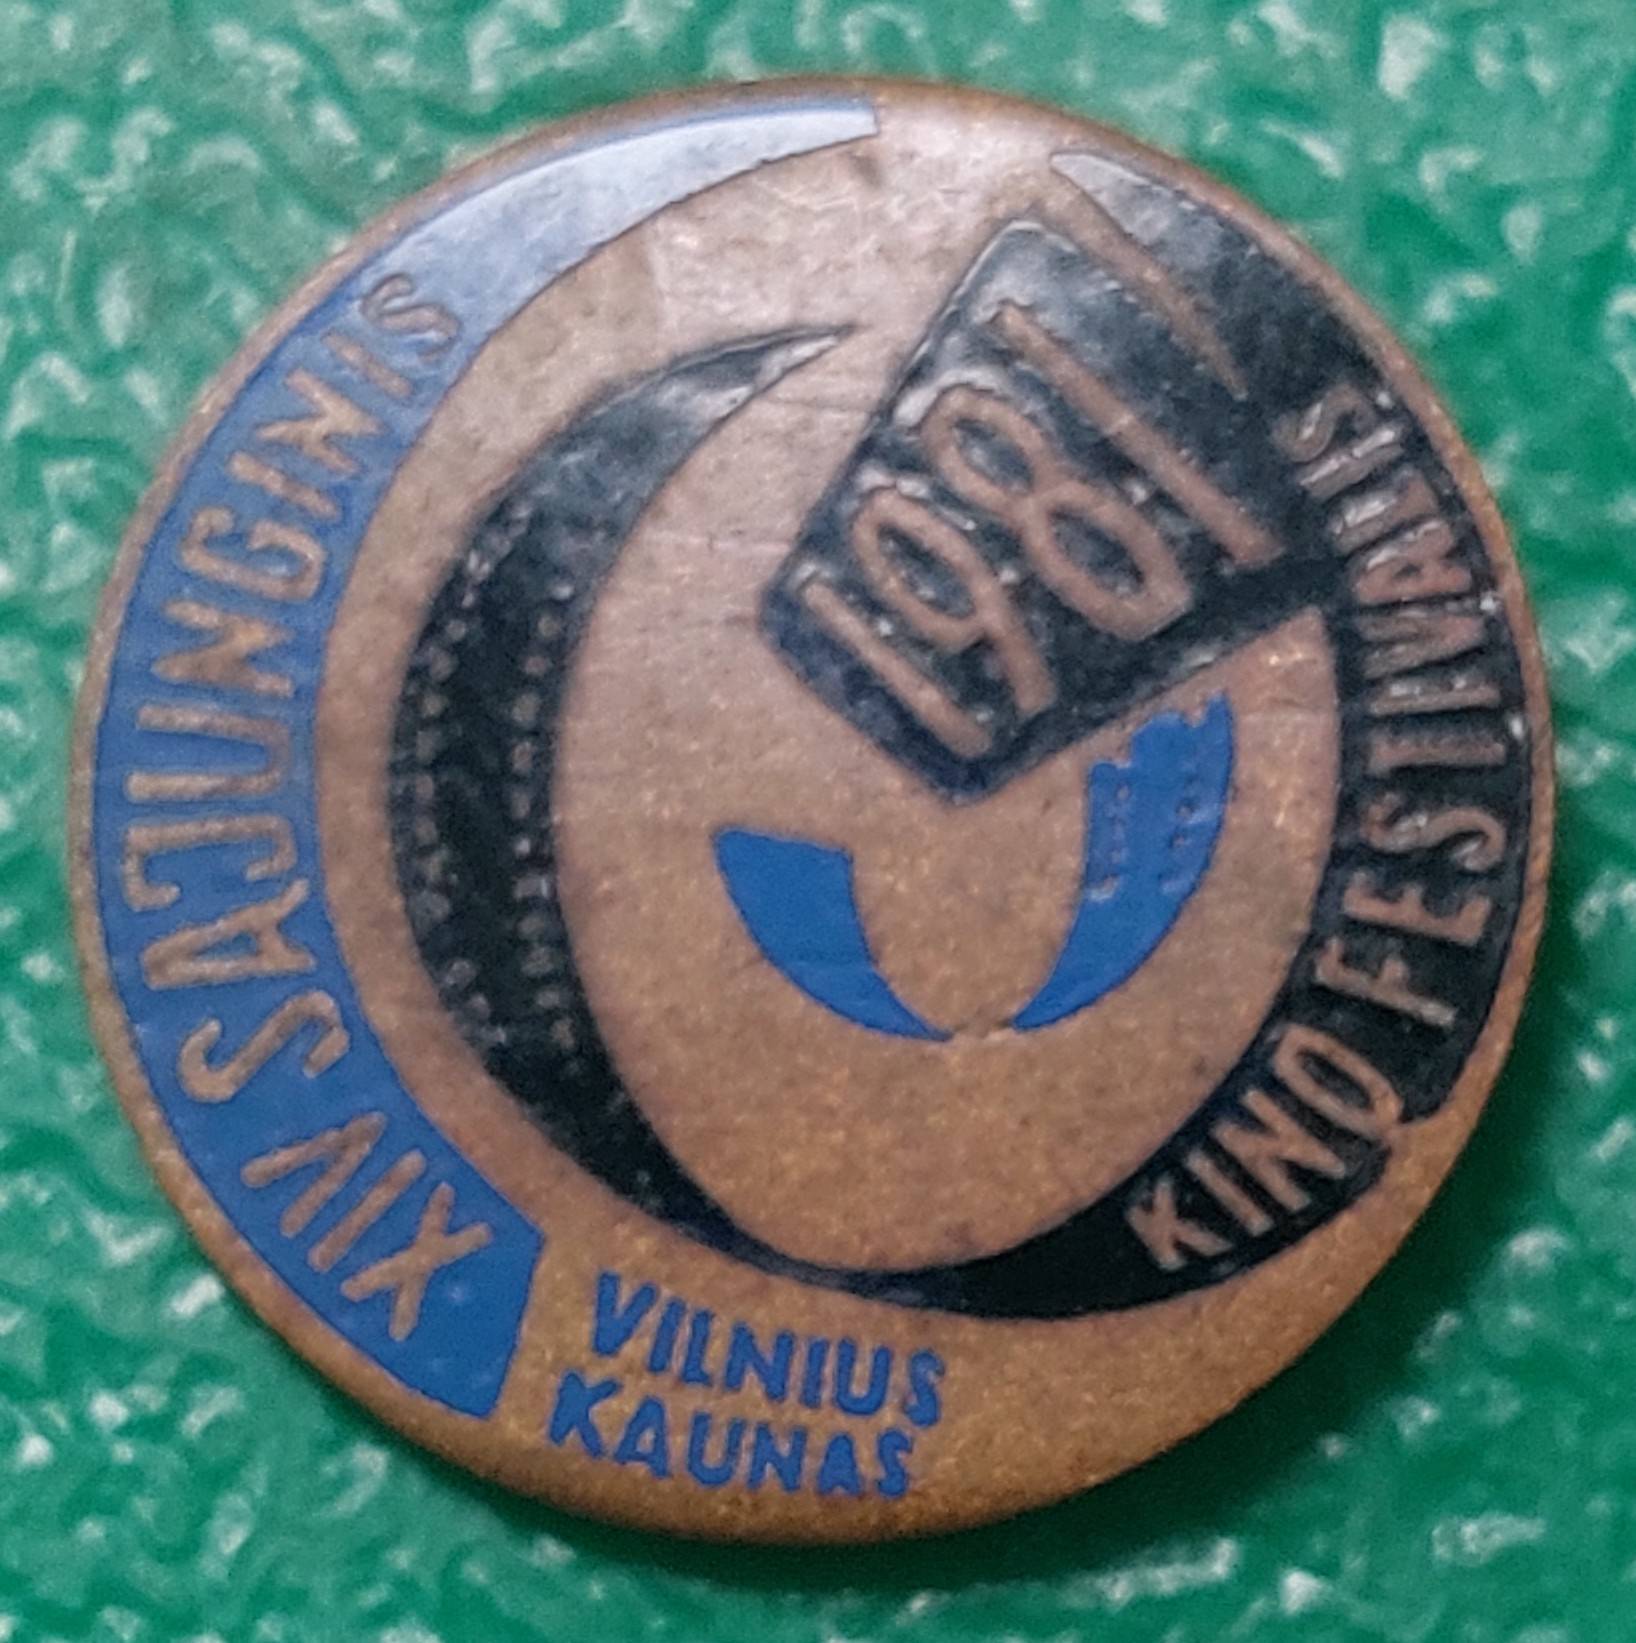 XIV SĄJUNGINIS
KINO FESTIVALIS
1981
VILNIUS
KAUNAS